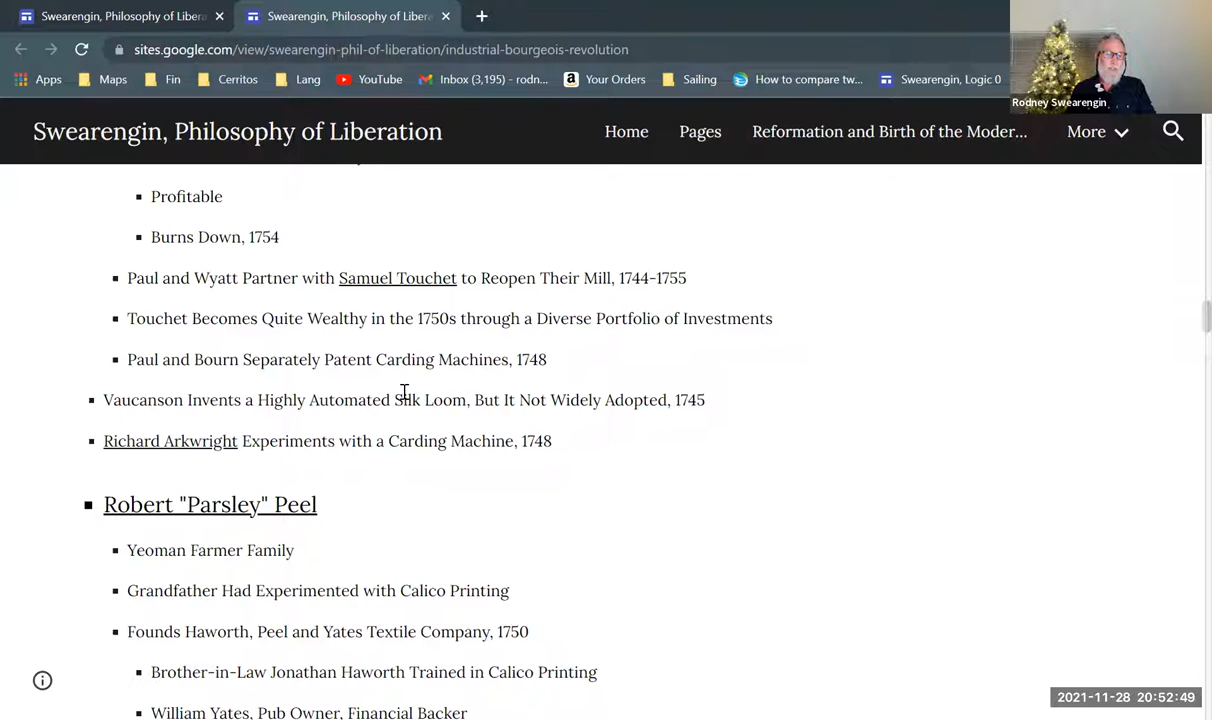 Swearengin, Philosophy of Libera
Swearengin, Philosophy of Libera
sites.google.com/view/swearengin-phil-of-liberation/industrial-bourgeois-revolution
Apps Maps Fin Cerritos Lang YouTube Inbox (3,195) - rodn... Your Orders Sailing How to compare tw... Swearengin, Logic 0
Rodney Swearengin
Swearengin, Philosophy of Liberation
Home Pages Reformation and Birth of the Moder... More
Profitable
Burns Down, 1754
Paul and Wyatt Partner with Samuel Touchet to Reopen Their Mill, 1744-1755
Touchet Becomes Quite Wealthy in the 1750s through a Diverse Portfolio of Investments
Paul and Bourn Separately Patent Carding Machines, 1748
Vaucanson Invents a Highly Automated Silk Loom, But It Not Widely Adopted, 1745
Richard Arkwright Experiments with a Carding Machine, 1748
Robert "Parsley" Peel
Yeoman Farmer Family
Grandfather Had Experimented with Calico Printing
Founds Haworth, Peel and Yates Textile Company, 1750
Brother-in-Law Jonathan Haworth Trained in Calico Printing
William Yates, Pub Owner, Financial Backer
2021-11-28 20:52:49